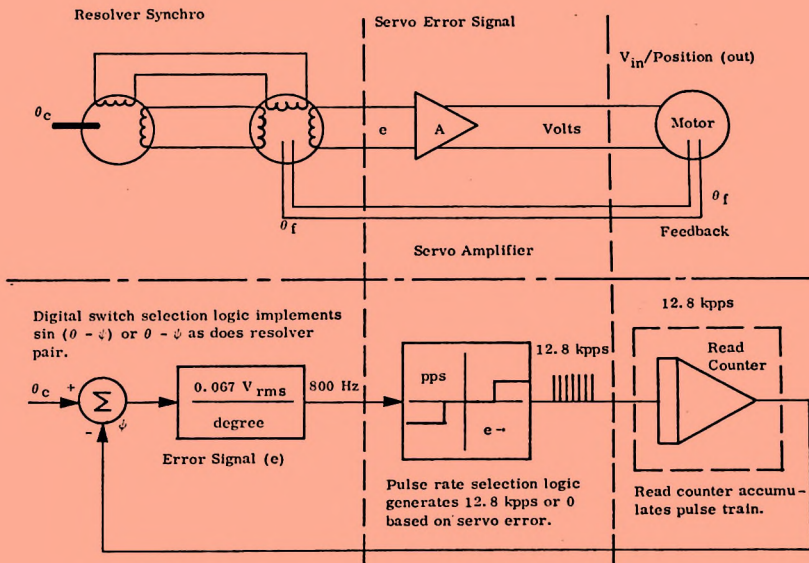 Resolver Synchro
Servo Error Signal
V_in/Position (out)
θc
e
A
Volts
Motor
θf
θf
Feedback
Servo Amplifier
Digital switch selection logic implements
sin (θ - ψ) or θ - ψ as does resolver
pair.
12.8 kpps
θc
+
Σ
-
ψ
0.067 V_rms
degree
800 Hz
Error Signal (e)
pps
e →
12.8 kpps
Read
Counter
Pulse rate selection logic
generates 12.8 kpps or 0
based on servo error.
Read counter accumu-
lates pulse train.